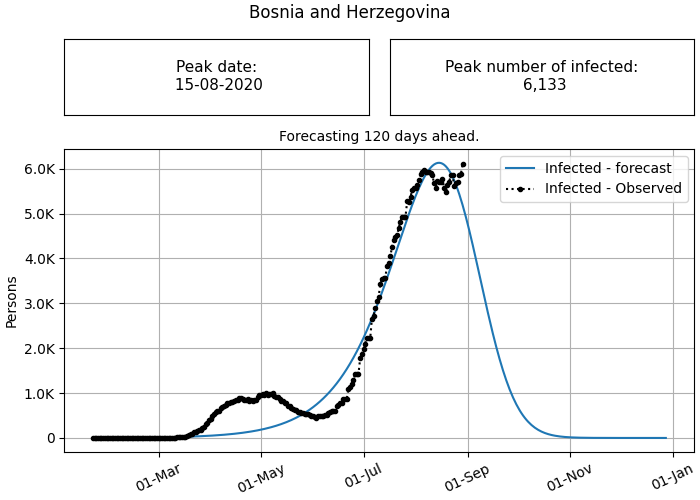 Bosnia and Herzegovina
Peak date:
15-08-2020
Peak number of infected:
6,133
Forecasting 120 days ahead.
Infected - forecast
Infected - Observed
6.0K
5.0K
4.0K
3.0K
2.0K
1.0K
0
Persons
01-Mar
01-May
01-Jul
01-Sep
01-Nov
01-Jan